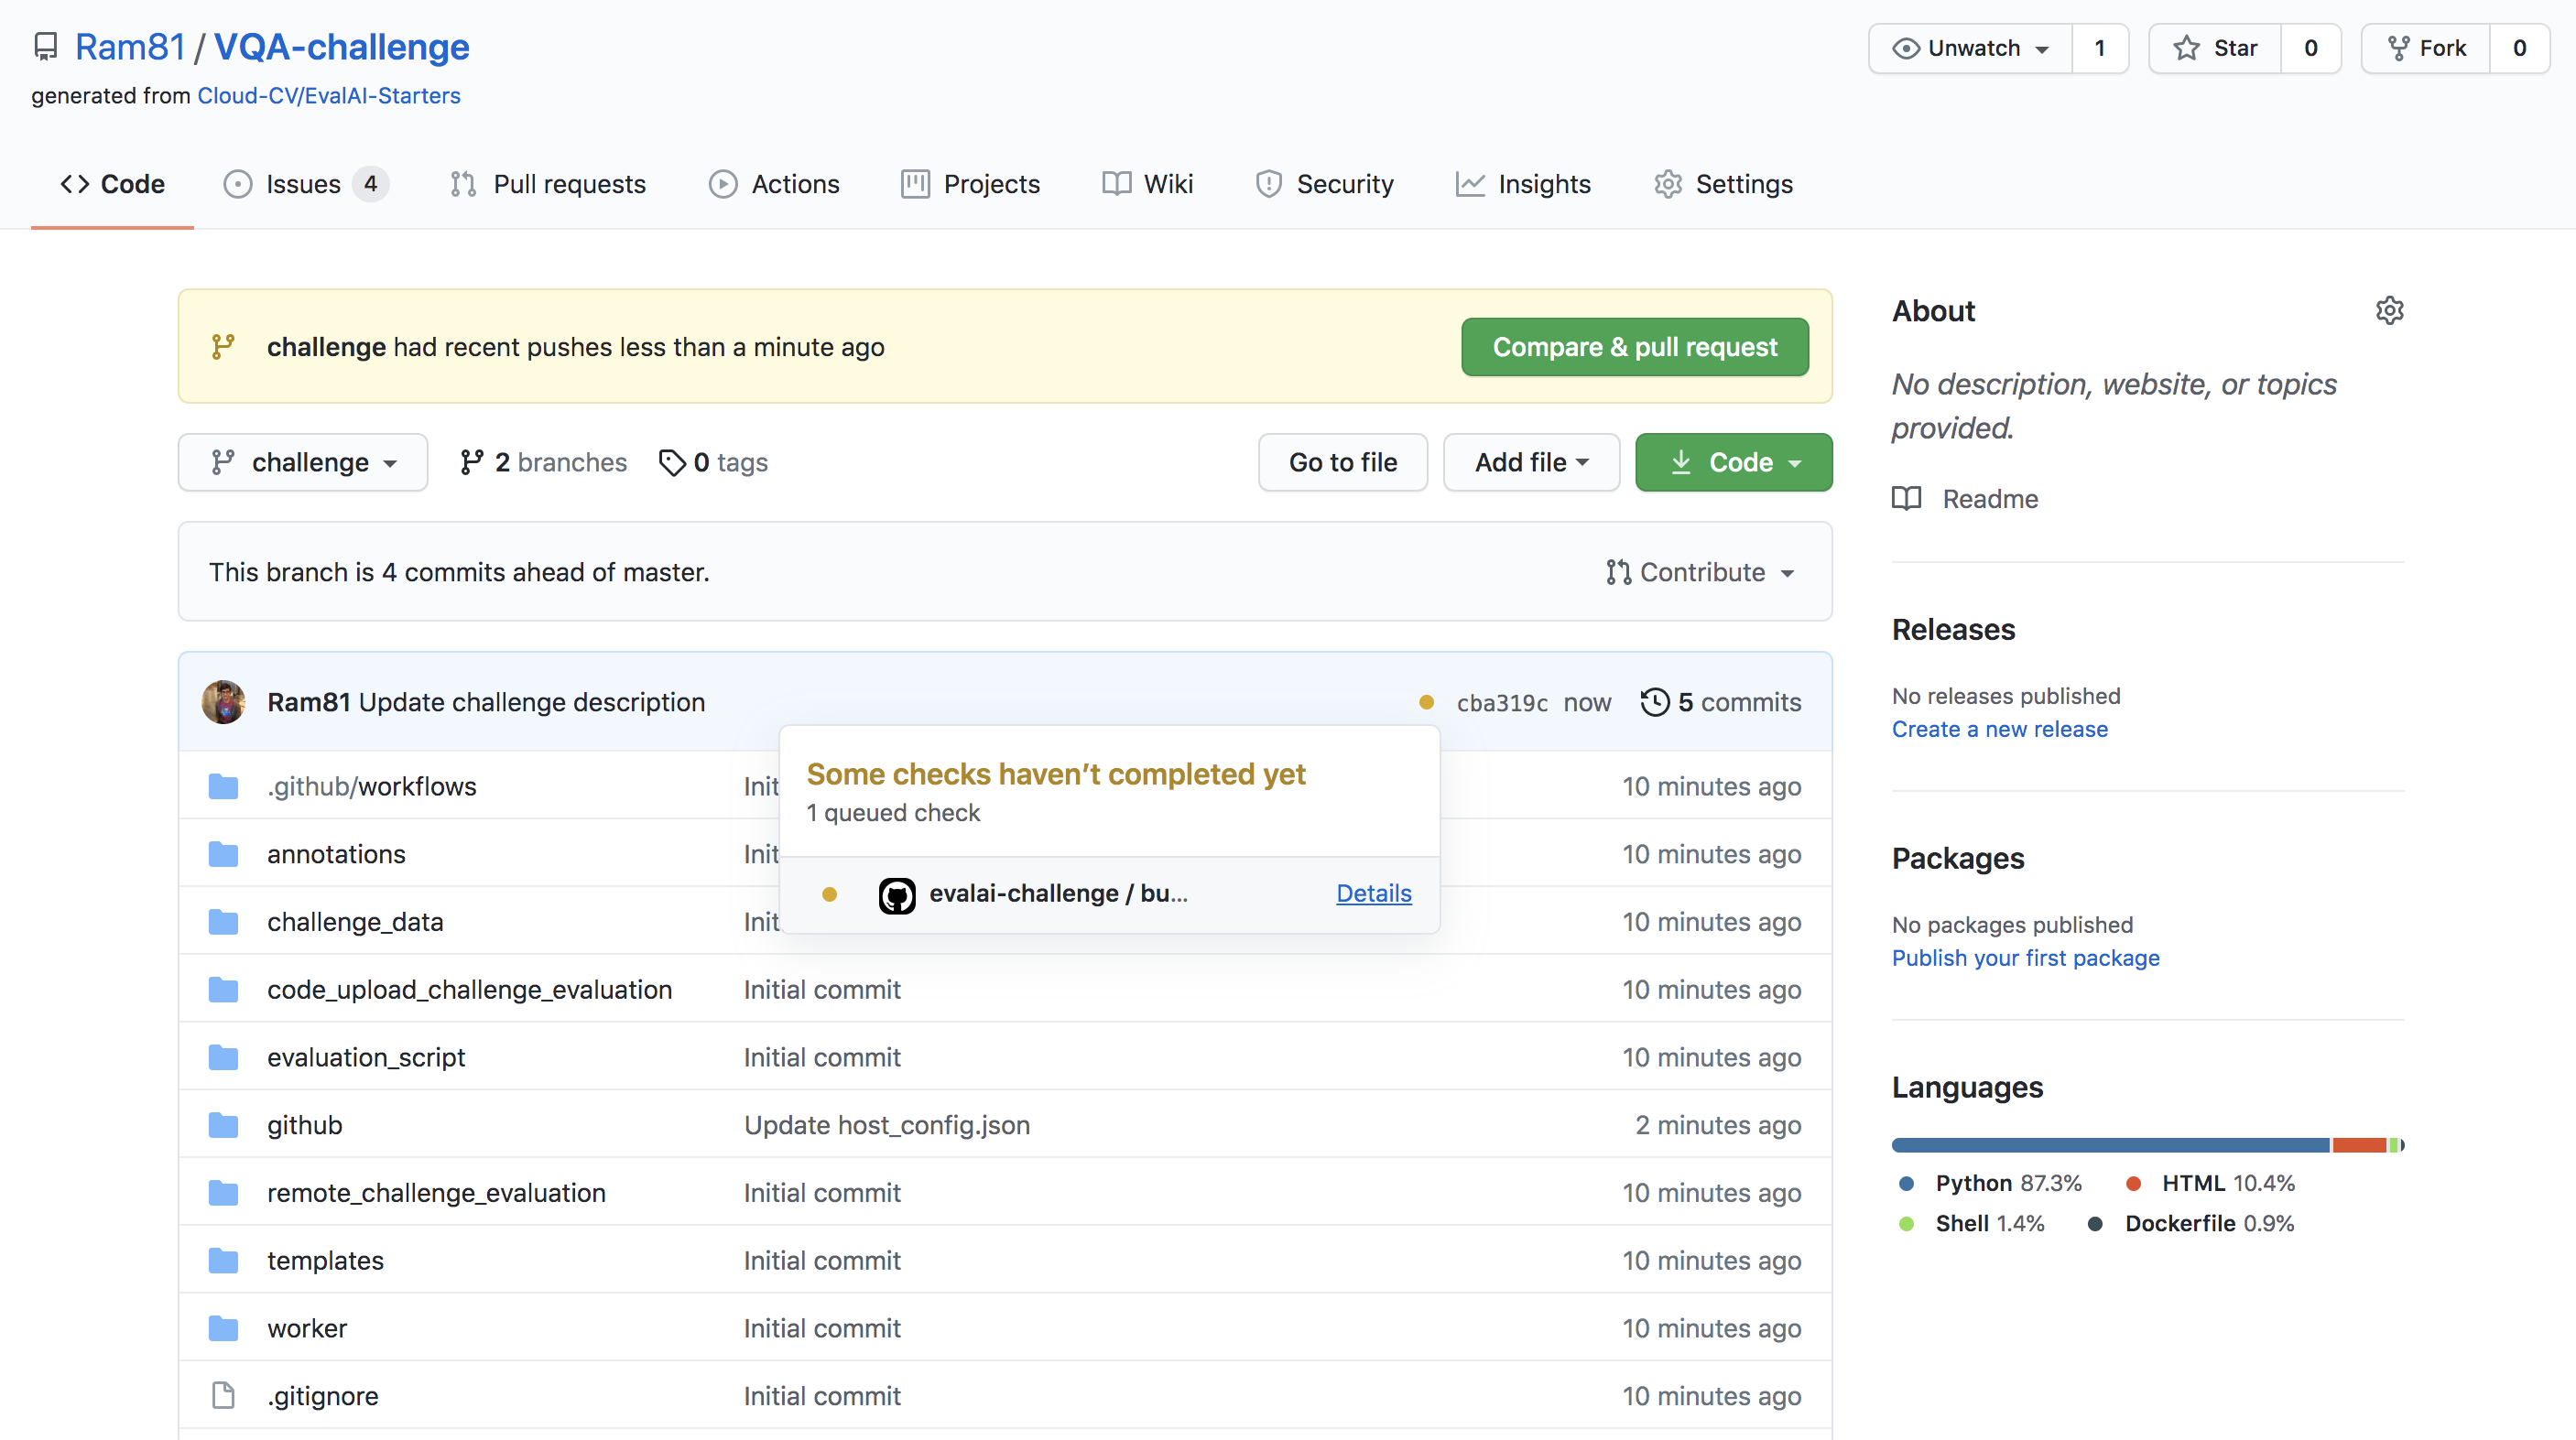 Ram81 / VQA-challenge
Unwatch 1 Star 0 Fork 0
generated from Cloud-CV/EvalAI-Starters
Code Issues 4 Pull requests Actions Projects Wiki Security Insights Settings
challenge had recent pushes less than a minute ago Compare & pull request
challenge 2 branches 0 tags Go to file Add file Code
This branch is 4 commits ahead of master. Contribute
Ram81 Update challenge description cba319c now 5 commits
Some checks haven’t completed yet
1 queued check
evalai-challenge / bu... Details
.github/workflows Init 10 minutes ago
annotations Init 10 minutes ago
challenge_data Init 10 minutes ago
code_upload_challenge_evaluation Initial commit 10 minutes ago
evaluation_script Initial commit 10 minutes ago
github Update host_config.json 2 minutes ago
remote_challenge_evaluation Initial commit 10 minutes ago
templates Initial commit 10 minutes ago
worker Initial commit 10 minutes ago
.gitignore Initial commit 10 minutes ago
About
No description, website, or topics
provided.
Readme
Releases
No releases published
Create a new release
Packages
No packages published
Publish your first package
Languages
Python 87.3% HTML 10.4%
Shell 1.4% Dockerfile 0.9%